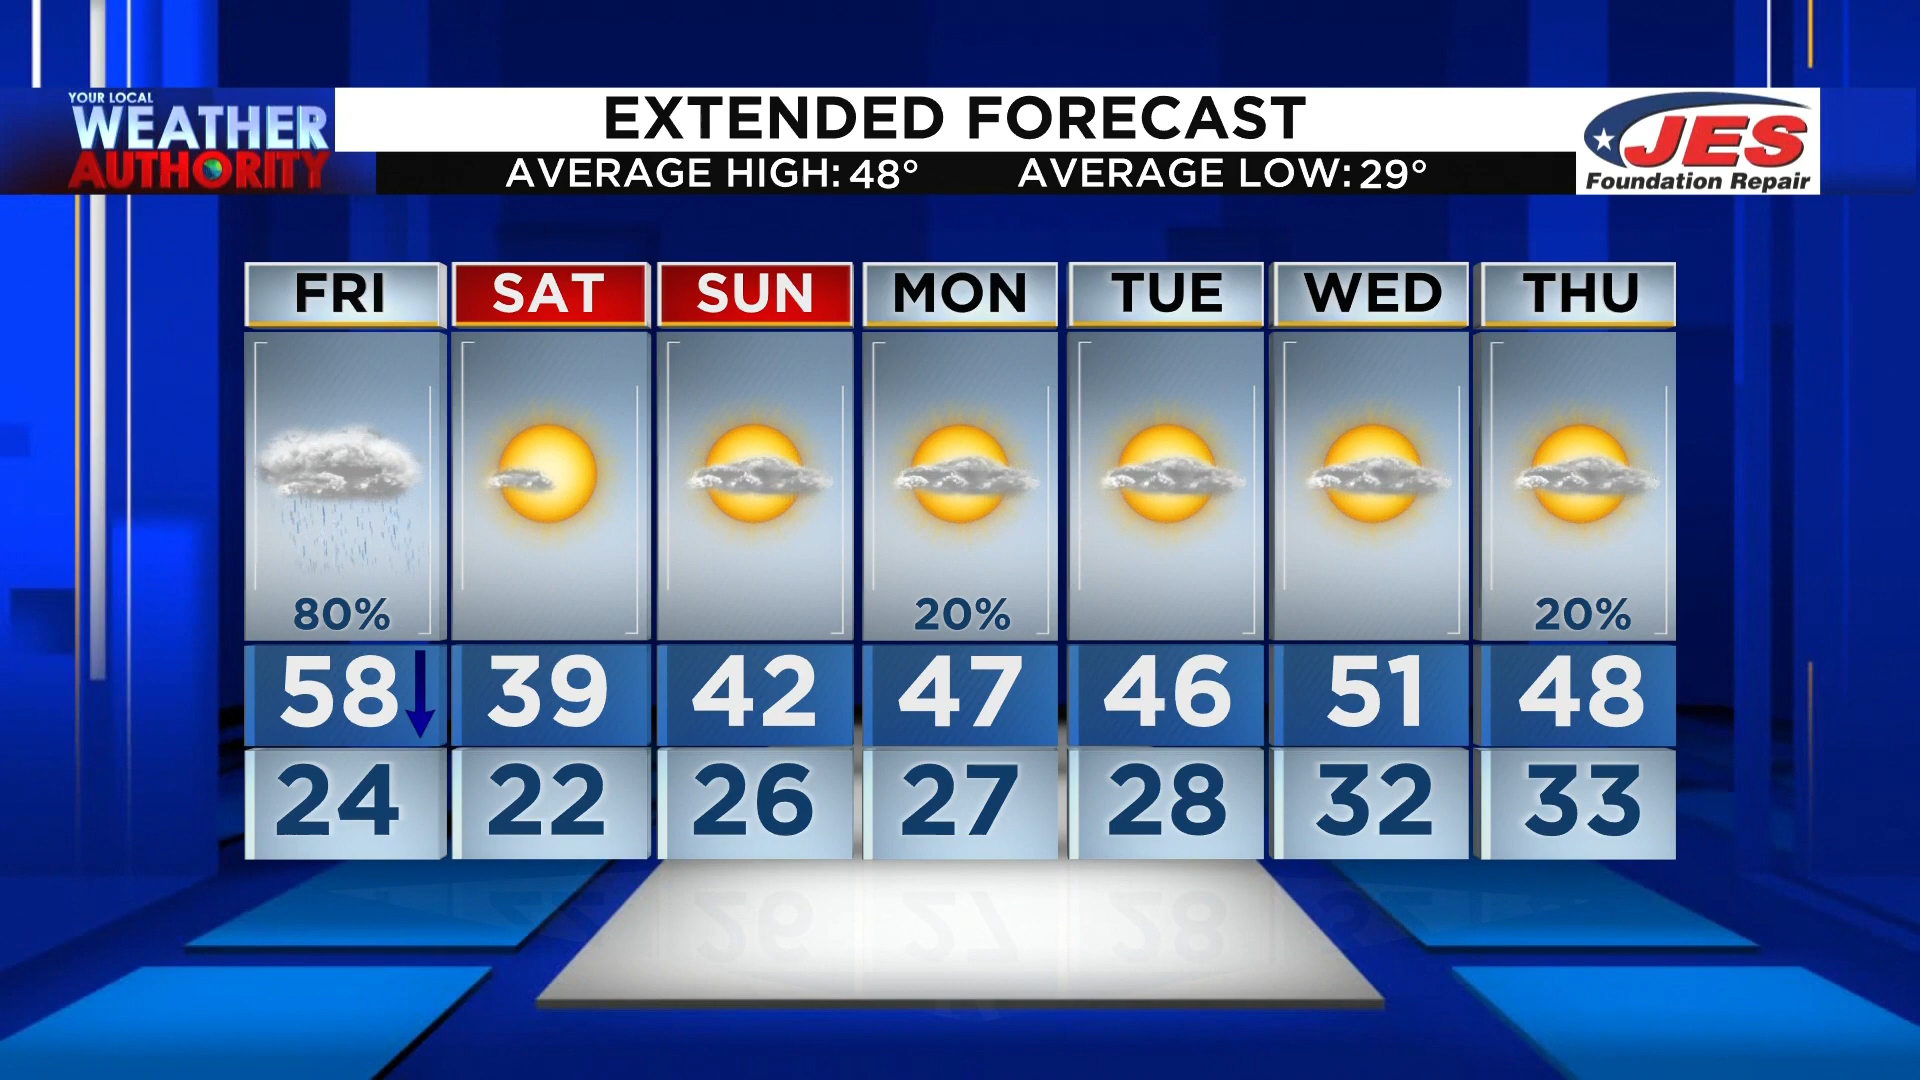 YOUR LOCAL
WEATHER
AUTHORITY
EXTENDED FORECAST
AVERAGE HIGH: 48° AVERAGE LOW: 29°
JES
Foundation Repair
FRI SAT SUN MON TUE WED THU
80% 20% 20%
58 39 42 47 46 51 48
24 22 26 27 28 32 33